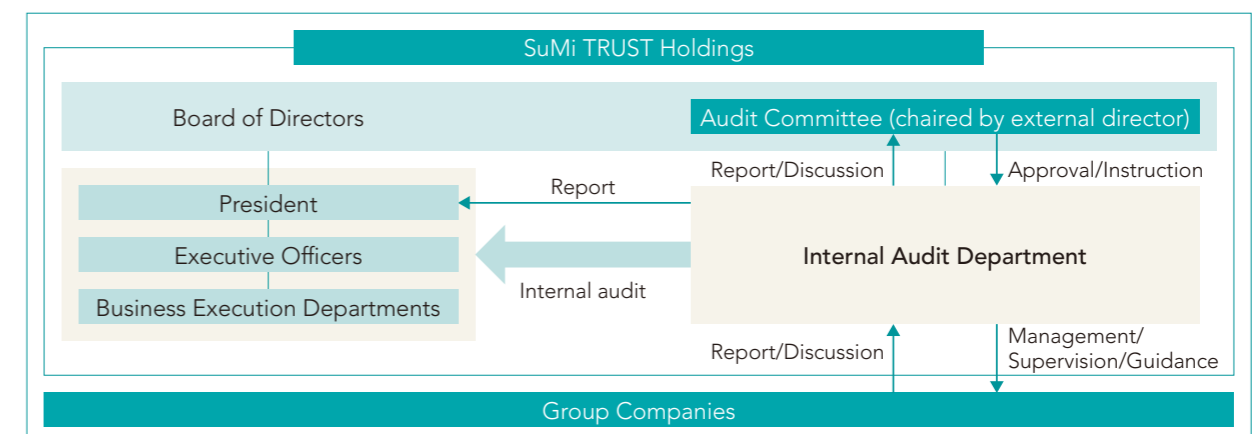 SuMi TRUST Holdings
Board of Directors
Audit Committee (chaired by external director)
Report/Discussion
Approval/Instruction
Report
President
Executive Officers
Internal Audit Department
Internal audit
Business Execution Departments
Report/Discussion
Management/
Supervision/Guidance
Group Companies